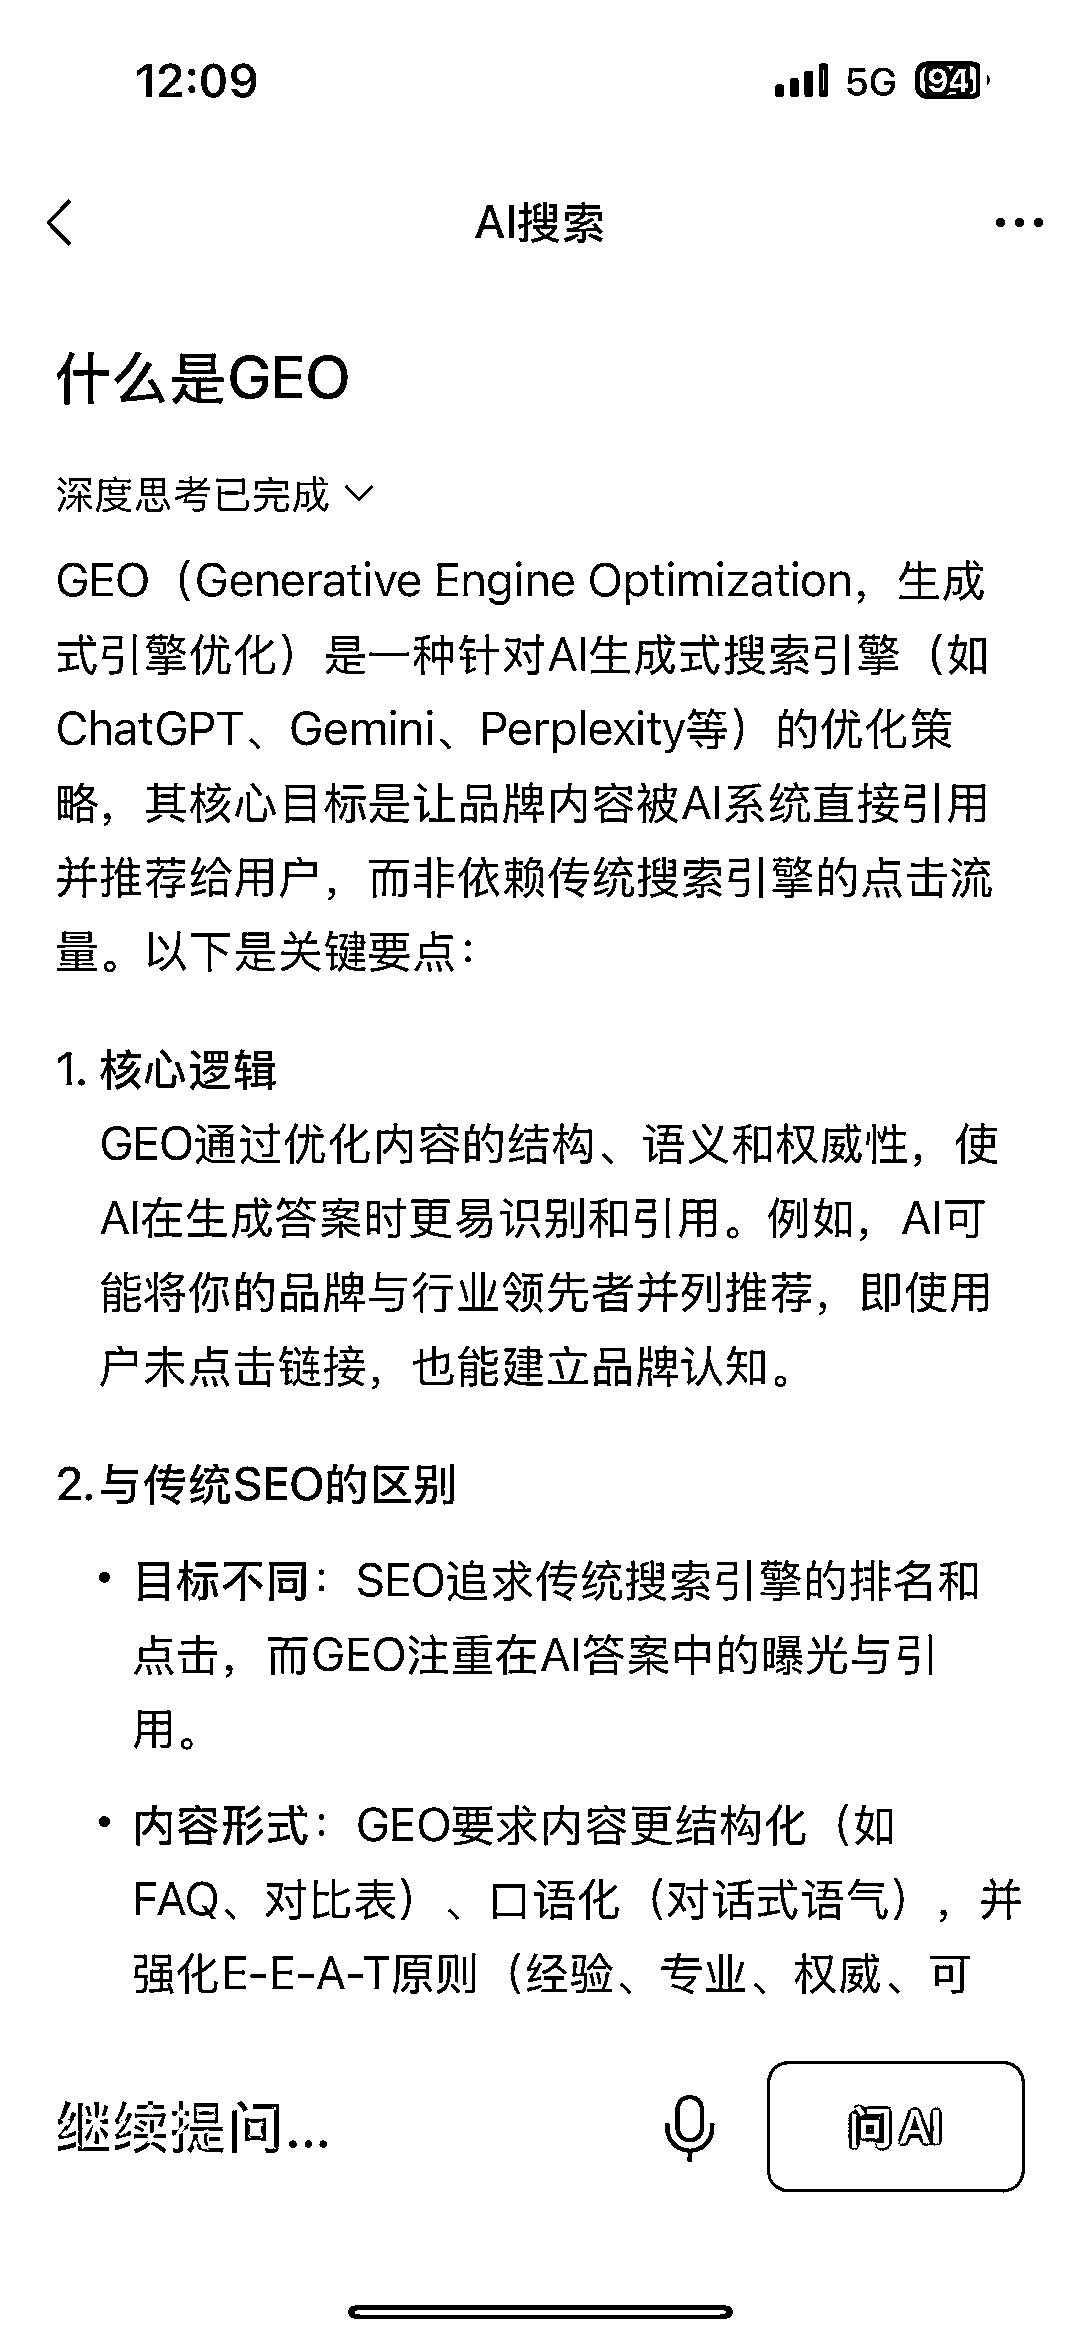 12:09
5G 94
AI搜索
什么是GEO
深度思考已完成
GEO（Generative Engine Optimization，生成
式引擎优化）是一种针对AI生成式搜索引擎（如
ChatGPT、Gemini、Perplexity等）的优化策
略，其核心目标是让品牌内容被AI系统直接引用
并推荐给用户，而非依赖传统搜索引擎的点击流
量。以下是关键要点：
1. 核心逻辑
GEO通过优化内容的结构、语义和权威性，使
AI在生成答案时更易识别和引用。例如，AI可
能将你的品牌与行业领先者并列推荐，即使用
户未点击链接，也能建立品牌认知。
2.与传统SEO的区别
• 目标不同：SEO追求传统搜索引擎的排名和
点击，而GEO注重在AI答案中的曝光与引
用。
• 内容形式：GEO要求内容更结构化（如
FAQ、对比表）、口语化（对话式语气），并
强化E-E-A-T原则（经验、专业、权威、可
继续提问...
问AI